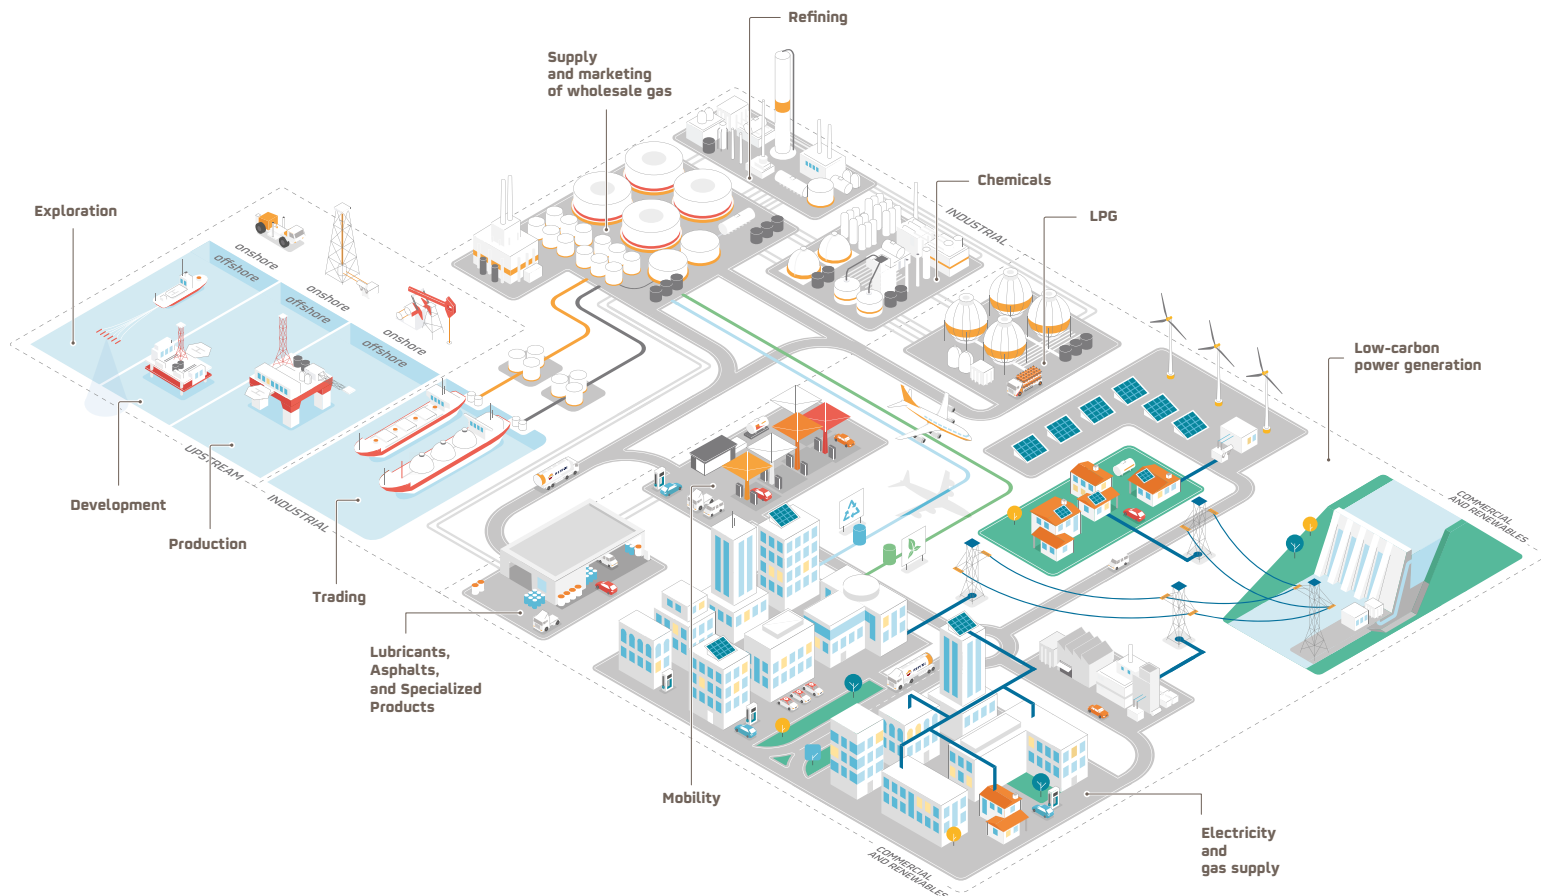 Refining
Supply
and marketing
of wholesale gas
Chemicals
Exploration
LPG
INDUSTRIAL
onshore
offshore
onshore
offshore
onshore
offshore
Low-carbon
power generation
UPSTREAM
INDUSTRIAL
Development
Production
Trading
COMMERCIAL
AND RENEWABLES
Lubricants,
Asphalts,
and Specialized
Products
Mobility
Electricity
and
gas supply
COMMERCIAL
AND RENEWABLES